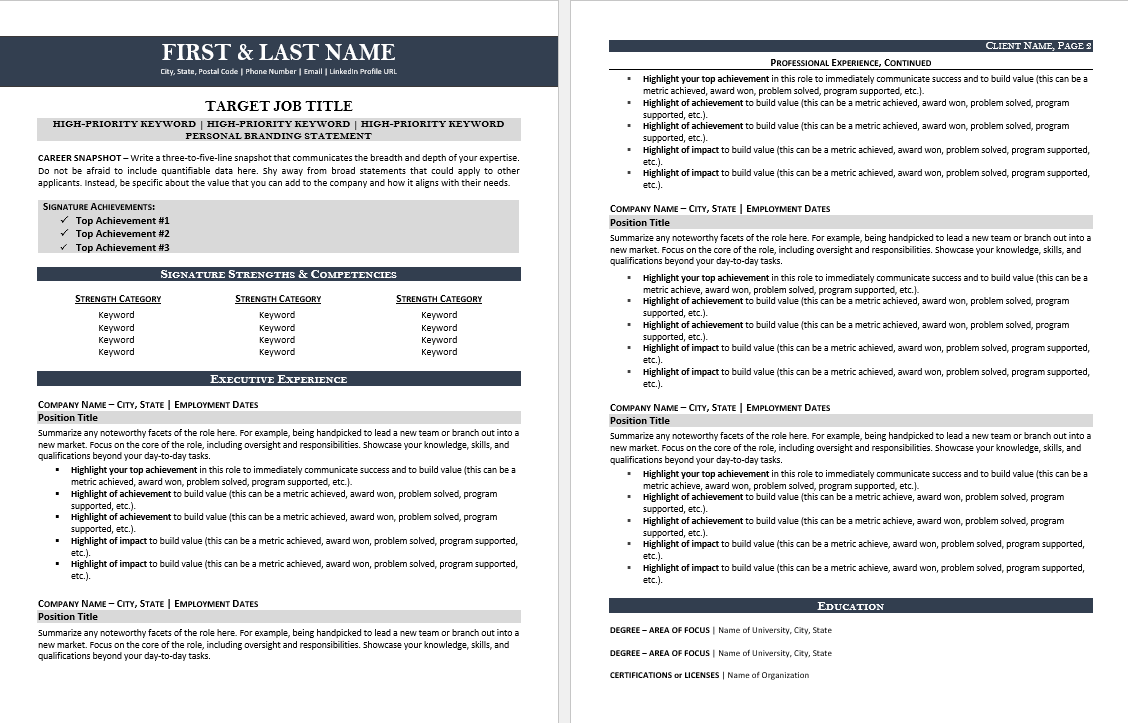 FIRST & LAST NAME
City, State, Postal Code | Phone Number | Email | LinkedIn Profile URL
TARGET JOB TITLE
HIGH-PRIORITY KEYWORD | HIGH-PRIORITY KEYWORD | HIGH-PRIORITY KEYWORD
PERSONAL BRANDING STATEMENT
CAREER SNAPSHOT – Write a three-to-five-line snapshot that communicates the breadth and depth of your expertise.
Do not be afraid to include quantifiable data here. Shy away from broad statements that could apply to other
applicants. Instead, be specific about the value that you can add to the company and how it aligns with their needs.
SIGNATURE ACHIEVEMENTS:
✓ Top Achievement #1
✓ Top Achievement #2
✓ Top Achievement #3
SIGNATURE STRENGTHS & COMPETENCIES
STRENGTH CATEGORY STRENGTH CATEGORY STRENGTH CATEGORY
Keyword Keyword Keyword
Keyword Keyword Keyword
Keyword Keyword Keyword
Keyword Keyword Keyword
EXECUTIVE EXPERIENCE
COMPANY NAME – CITY, STATE | EMPLOYMENT DATES
Position Title
Summarize any noteworthy facets of the role here. For example, being handpicked to lead a new team or branch out into a
new market. Focus on the core of the role, including oversight and responsibilities. Showcase your knowledge, skills, and
qualifications beyond your day-to-day tasks.
▪ Highlight your top achievement in this role to immediately communicate success and to build value (this can be a
metric achieved, award won, problem solved, program supported, etc.).
▪ Highlight of achievement to build value (this can be a metric achieved, award won, problem solved, program
supported, etc.).
▪ Highlight of achievement to build value (this can be a metric achieved, award won, problem solved, program
supported, etc.).
▪ Highlight of impact to build value (this can be a metric achieved, award won, problem solved, program supported,
etc.).
▪ Highlight of impact to build value (this can be a metric achieved, award won, problem solved, program supported,
etc.).
COMPANY NAME – CITY, STATE | EMPLOYMENT DATES
Position Title
Summarize any noteworthy facets of the role here. For example, being handpicked to lead a new team or branch out into a
new market. Focus on the core of the role, including oversight and responsibilities. Showcase your knowledge, skills, and
qualifications beyond your day-to-day tasks.
CLIENT NAME, PAGE 2
PROFESSIONAL EXPERIENCE, CONTINUED
▪ Highlight your top achievement in this role to immediately communicate success and to build value (this can be a
metric achieved, award won, problem solved, program supported, etc.).
▪ Highlight of achievement to build value (this can be a metric achieved, award won, problem solved, program
supported, etc.).
▪ Highlight of achievement to build value (this can be a metric achieved, award won, problem solved, program
supported, etc.).
▪ Highlight of impact to build value (this can be a metric achieved, award won, problem solved, program supported,
etc.).
▪ Highlight of impact to build value (this can be a metric achieved, award won, problem solved, program supported,
etc.).
COMPANY NAME – CITY, STATE | EMPLOYMENT DATES
Position Title
Summarize any noteworthy facets of the role here. For example, being handpicked to lead a new team or branch out into a
new market. Focus on the core of the role, including oversight and responsibilities. Showcase your knowledge, skills, and
qualifications beyond your day-to-day tasks.
▪ Highlight your top achievement in this role to immediately communicate success and to build value (this can be a
metric achieve, award won, problem solved, program supported, etc.).
▪ Highlight of achievement to build value (this can be a metric achieved, award won, problem solved, program
supported, etc.).
▪ Highlight of achievement to build value (this can be a metric achieved, award won, problem solved, program
supported, etc.).
▪ Highlight of impact to build value (this can be a metric achieved, award won, problem solved, program supported,
etc.).
▪ Highlight of impact to build value (this can be a metric achieved, award won, problem solved, program supported,
etc.).
COMPANY NAME – CITY, STATE | EMPLOYMENT DATES
Position Title
Summarize any noteworthy facets of the role here. For example, being handpicked to lead a new team or branch out into a
new market. Focus on the core of the role, including oversight and responsibilities. Showcase your knowledge, skills, and
qualifications beyond your day-to-day tasks.
▪ Highlight your top achievement in this role to immediately communicate success and to build value (this can be a
metric achieve, award won, problem solved, program supported, etc.).
▪ Highlight of achievement to build value (this can be a metric achieve, award won, problem solved, program
supported, etc.).
▪ Highlight of achievement to build value (this can be a metric achieve, award won, problem solved, program
supported, etc.).
▪ Highlight of impact to build value (this can be a metric achieve, award won, problem solved, program supported,
etc.).
▪ Highlight of impact to build value (this can be a metric achieve, award won, problem solved, program supported,
etc.).
EDUCATION
DEGREE – AREA OF FOCUS | Name of University, City, State
DEGREE – AREA OF FOCUS | Name of University, City, State
CERTIFICATIONS or LICENSES | Name of Organization